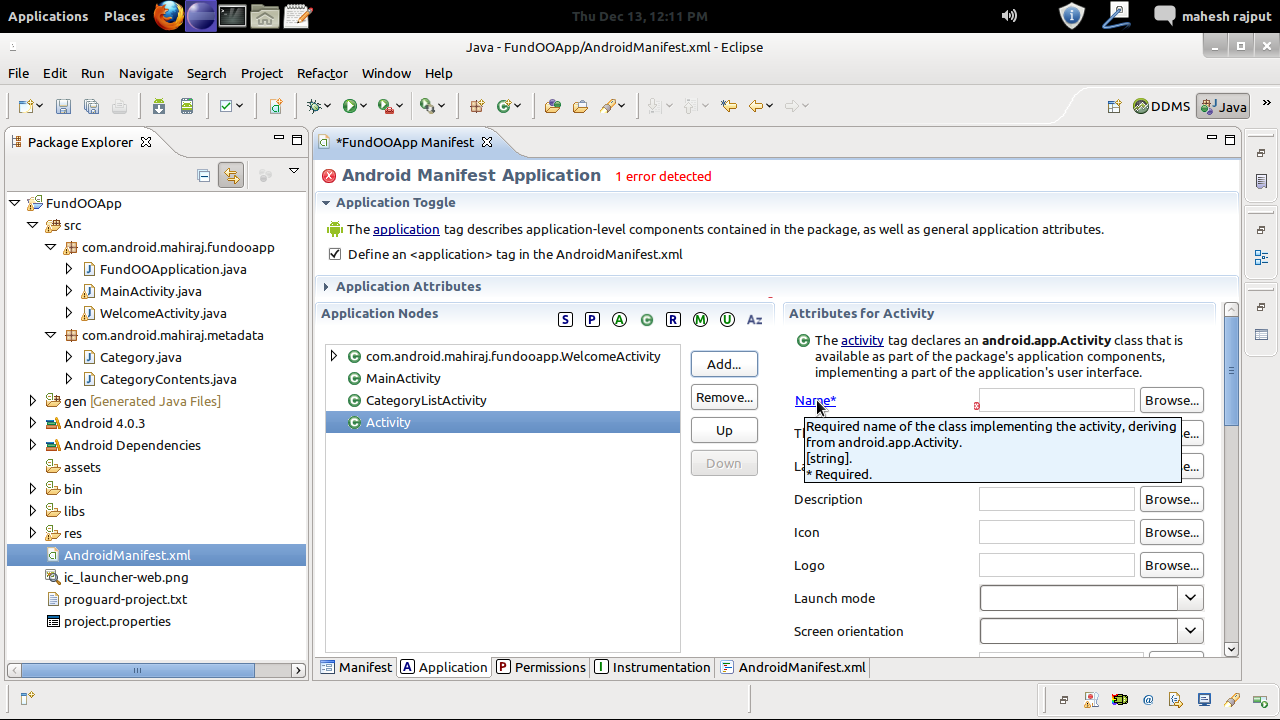 Applications Places Thu Dec 13, 12:11 PM mahesh rajput
Java - FundOOApp/AndroidManifest.xml - Eclipse
File Edit Run Navigate Search Project Refactor Window Help
DDMS Java
Package Explorer
FundOOApp
src
com.android.mahiraj.fundooapp
FundOOApplication.java
MainActivity.java
WelcomeActivity.java
com.android.mahiraj.metadata
Category.java
CategoryContents.java
gen [Generated Java Files]
Android 4.0.3
Android Dependencies
assets
bin
libs
res
AndroidManifest.xml
ic_launcher-web.png
proguard-project.txt
project.properties
*FundOOApp Manifest
Android Manifest Application 1 error detected
Application Toggle
The application tag describes application-level components contained in the package, as well as general application attributes.
Define an <application> tag in the AndroidManifest.xml
Application Attributes
Application Nodes
S P A C R M U Az
com.android.mahiraj.fundooapp.WelcomeActivity
MainActivity
CategoryListActivity
Activity
Add...
Remove...
Up
Down
Attributes for Activity
The activity tag declares an android.app.Activity class that is
available as part of the package's application components,
implementing a part of the application's user interface.
Name* Browse...
Required name of the class implementing the activity, deriving
from android.app.Activity.
[string].
* Required.
Description Browse...
Icon Browse...
Logo Browse...
Launch mode
Screen orientation
Manifest Application Permissions Instrumentation AndroidManifest.xml